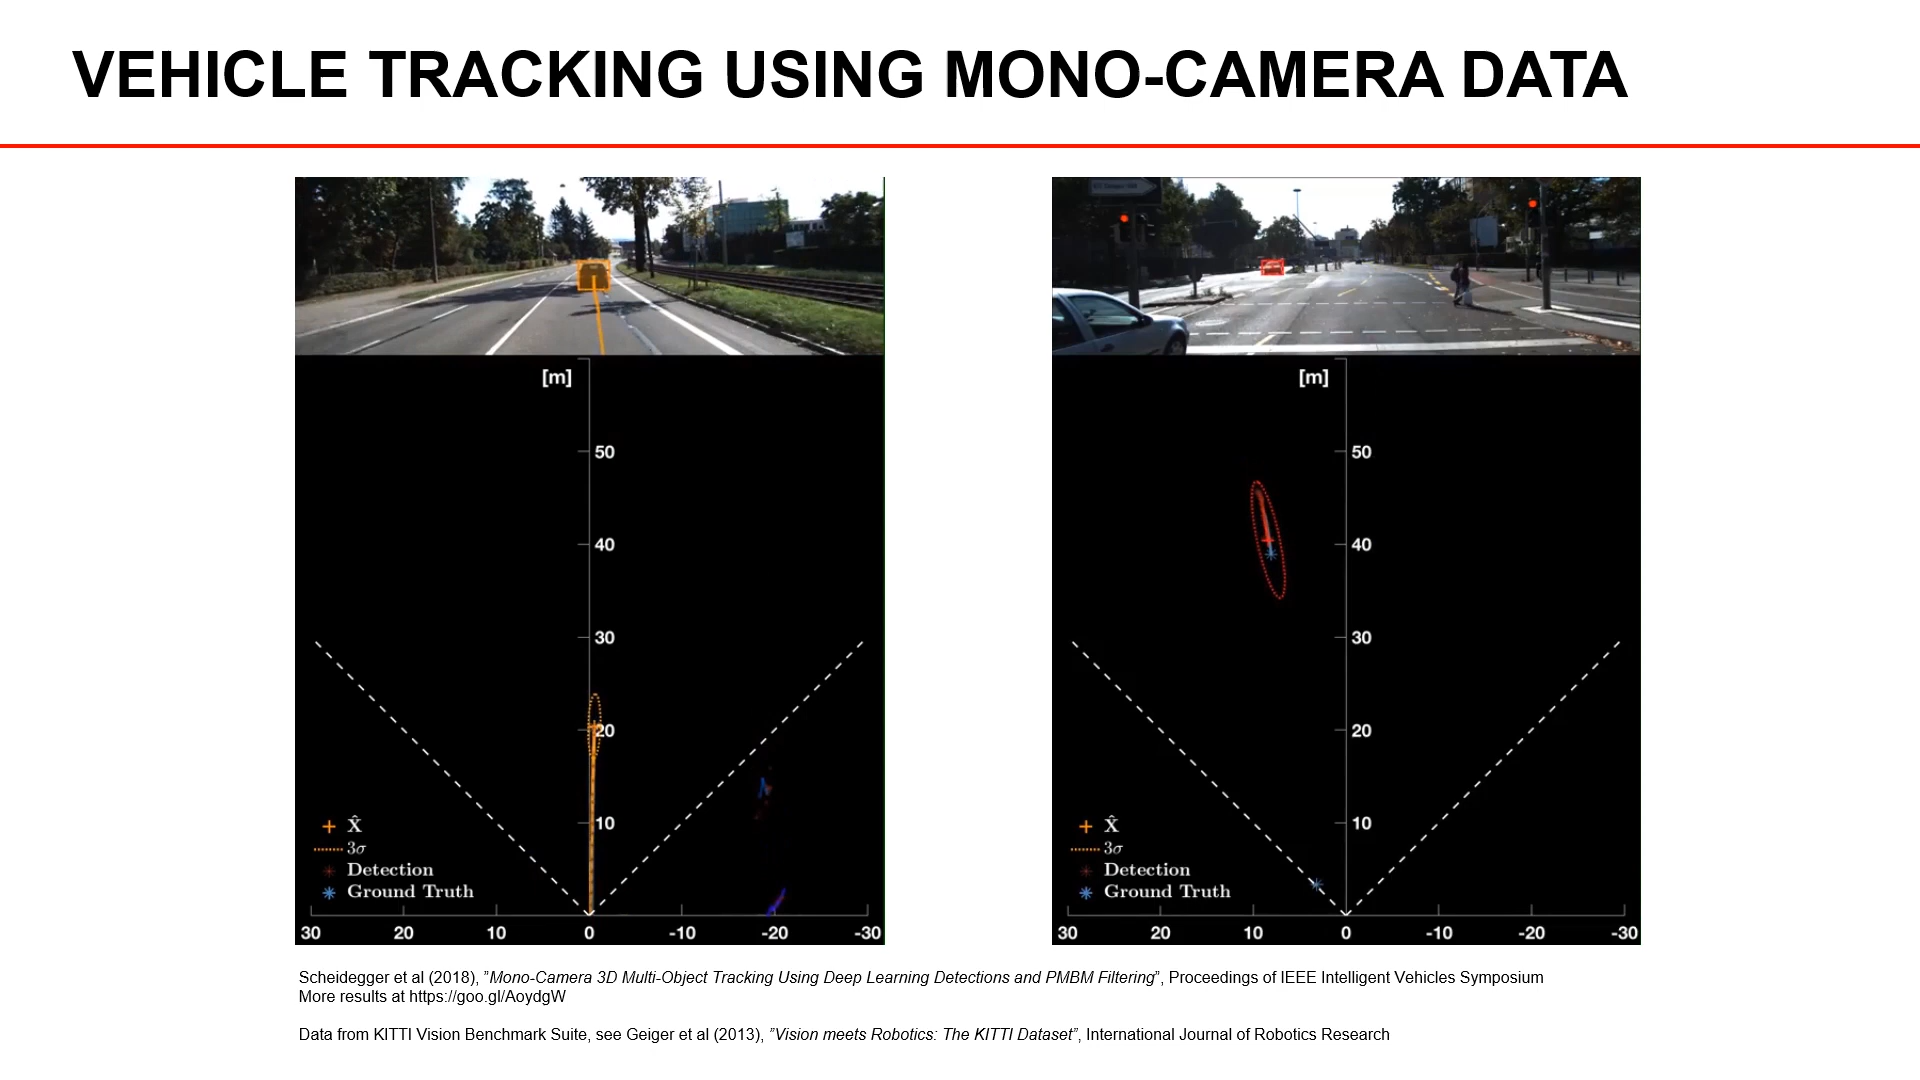 VEHICLE TRACKING USING MONO-CAMERA DATA
[m]
50
40
30
20
10
X̂
3σ
Detection
Ground Truth
30 20 10 0 -10 -20 -30
[m]
50
40
30
20
10
X̂
3σ
Detection
Ground Truth
30 20 10 0 -10 -20 -30
Scheidegger et al (2018), ”Mono-Camera 3D Multi-Object Tracking Using Deep Learning Detections and PMBM Filtering”, Proceedings of IEEE Intelligent Vehicles Symposium
More results at https://goo.gl/AoydgW
Data from KITTI Vision Benchmark Suite, see Geiger et al (2013), ”Vision meets Robotics: The KITTI Dataset”, International Journal of Robotics Research